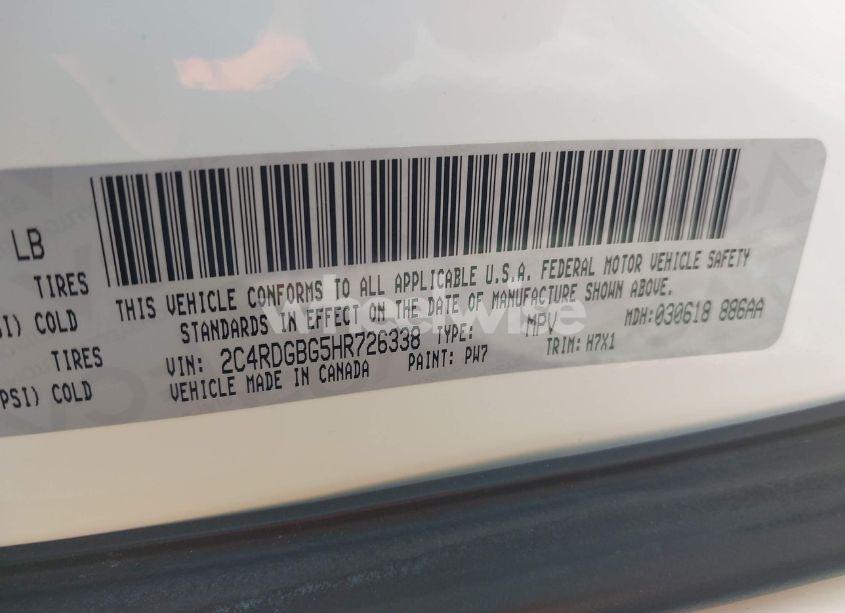 LB
TIRES
SI) COLD
TIRES
PSI) COLD
THIS VEHICLE CONFORMS TO ALL APPLICABLE U.S.A. FEDERAL MOTOR VEHICLE SAFETY
STANDARDS IN EFFECT ON THE DATE OF MANUFACTURE SHOWN ABOVE.
VIN: 2C4RDGBG5HR726338 TYPE: MPV MDH:030618 886AA
VEHICLE MADE IN CANADA PAINT: PW7 TRIM: H7X1
wheelwise